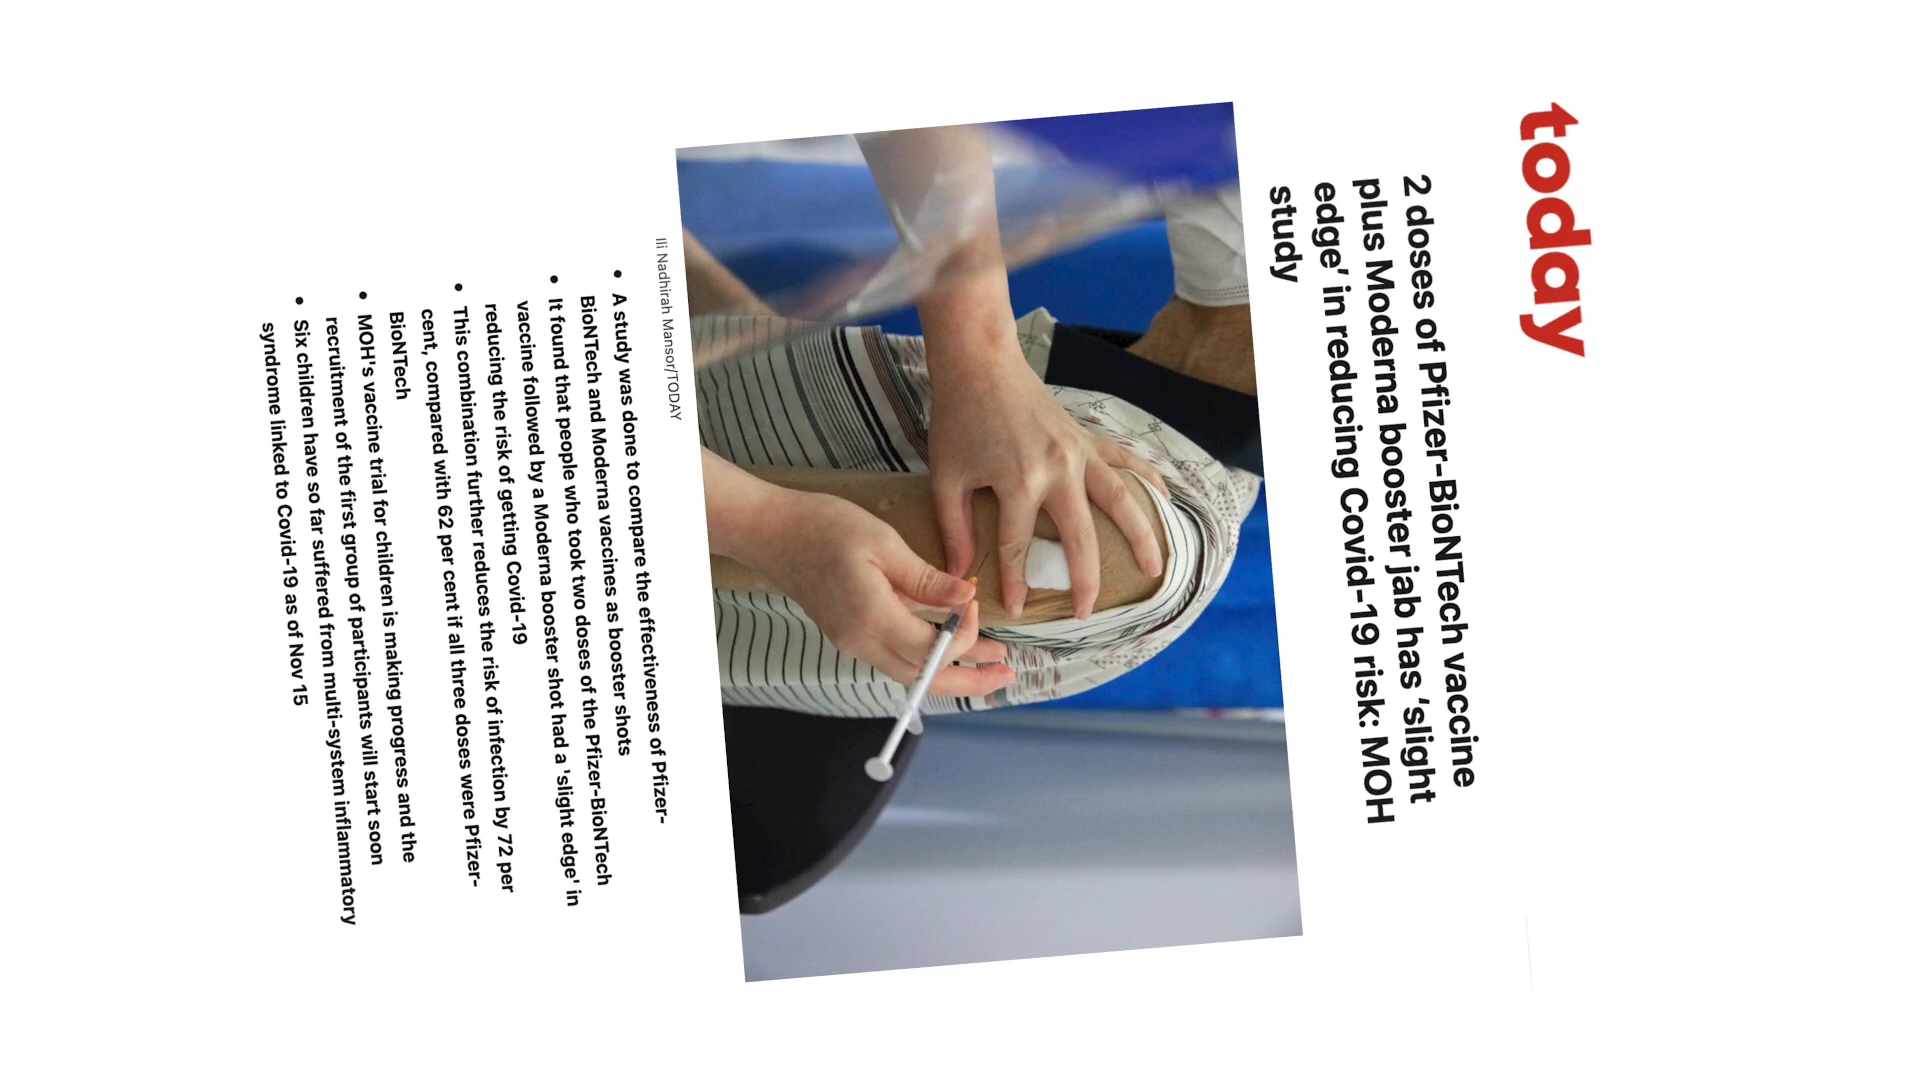 today
2 doses of Pfizer-BioNTech vaccine
plus Moderna booster jab has 'slight
edge' in reducing Covid-19 risk: MOH
study
Ili Nadhirah Mansor/TODAY
• A study was done to compare the effectiveness of Pfizer-
BioNTech and Moderna vaccines as booster shots
• It found that people who took two doses of the Pfizer-BioNTech
vaccine followed by a Moderna booster shot had a 'slight edge' in
reducing the risk of getting Covid-19
• This combination further reduces the risk of infection by 72 per
cent, compared with 62 per cent if all three doses were Pfizer-
BioNTech
• MOH's vaccine trial for children is making progress and the
recruitment of the first group of participants will start soon
• Six children have so far suffered from multi-system inflammatory
syndrome linked to Covid-19 as of Nov 15